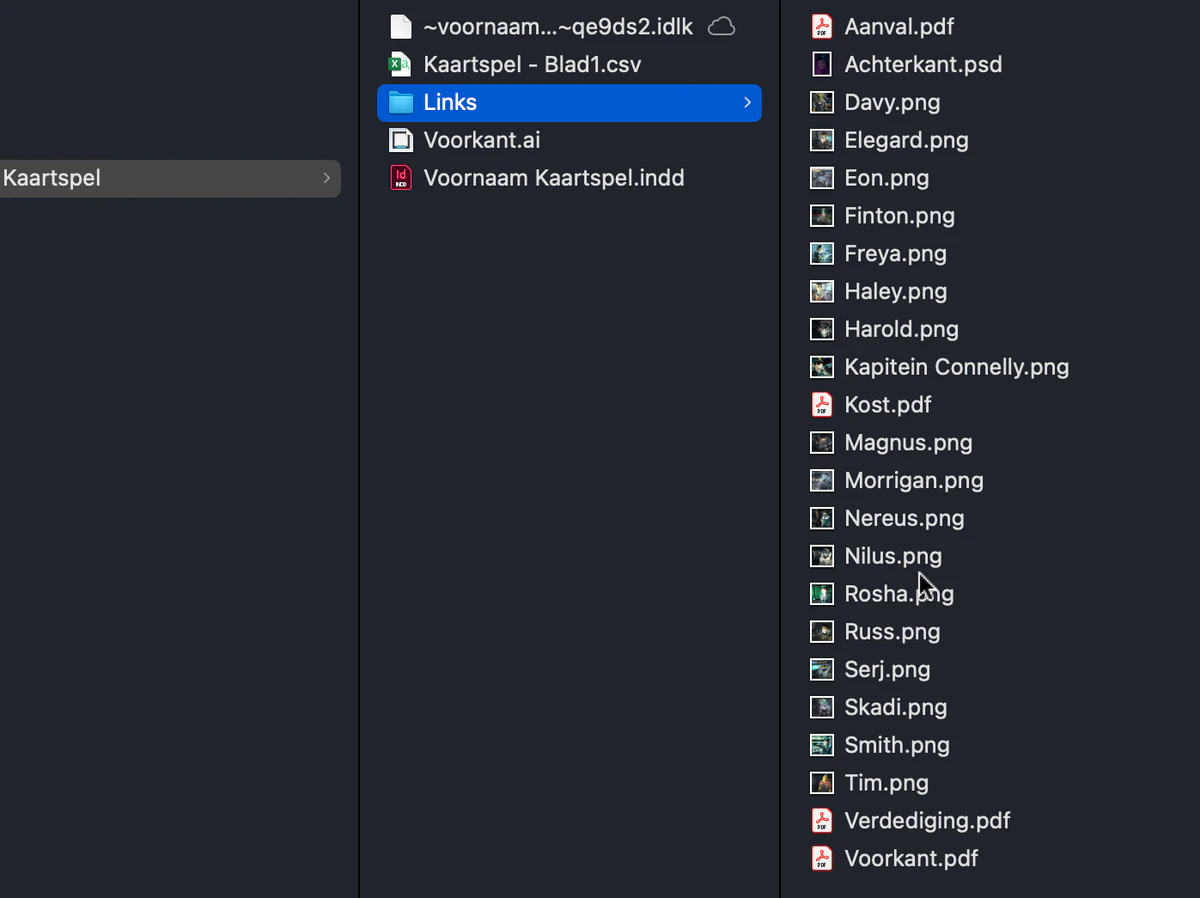 Kaartspel
~voornaam...~qe9ds2.idlk
Kaartspel - Blad1.csv
Links
Voorkant.ai
Voornaam Kaartspel.indd
Aanval.pdf
Achterkant.psd
Davy.png
Elegard.png
Eon.png
Finton.png
Freya.png
Haley.png
Harold.png
Kapitein Connelly.png
Kost.pdf
Magnus.png
Morrigan.png
Nereus.png
Nilus.png
Rosha.png
Russ.png
Serj.png
Skadi.png
Smith.png
Tim.png
Verdediging.pdf
Voorkant.pdf